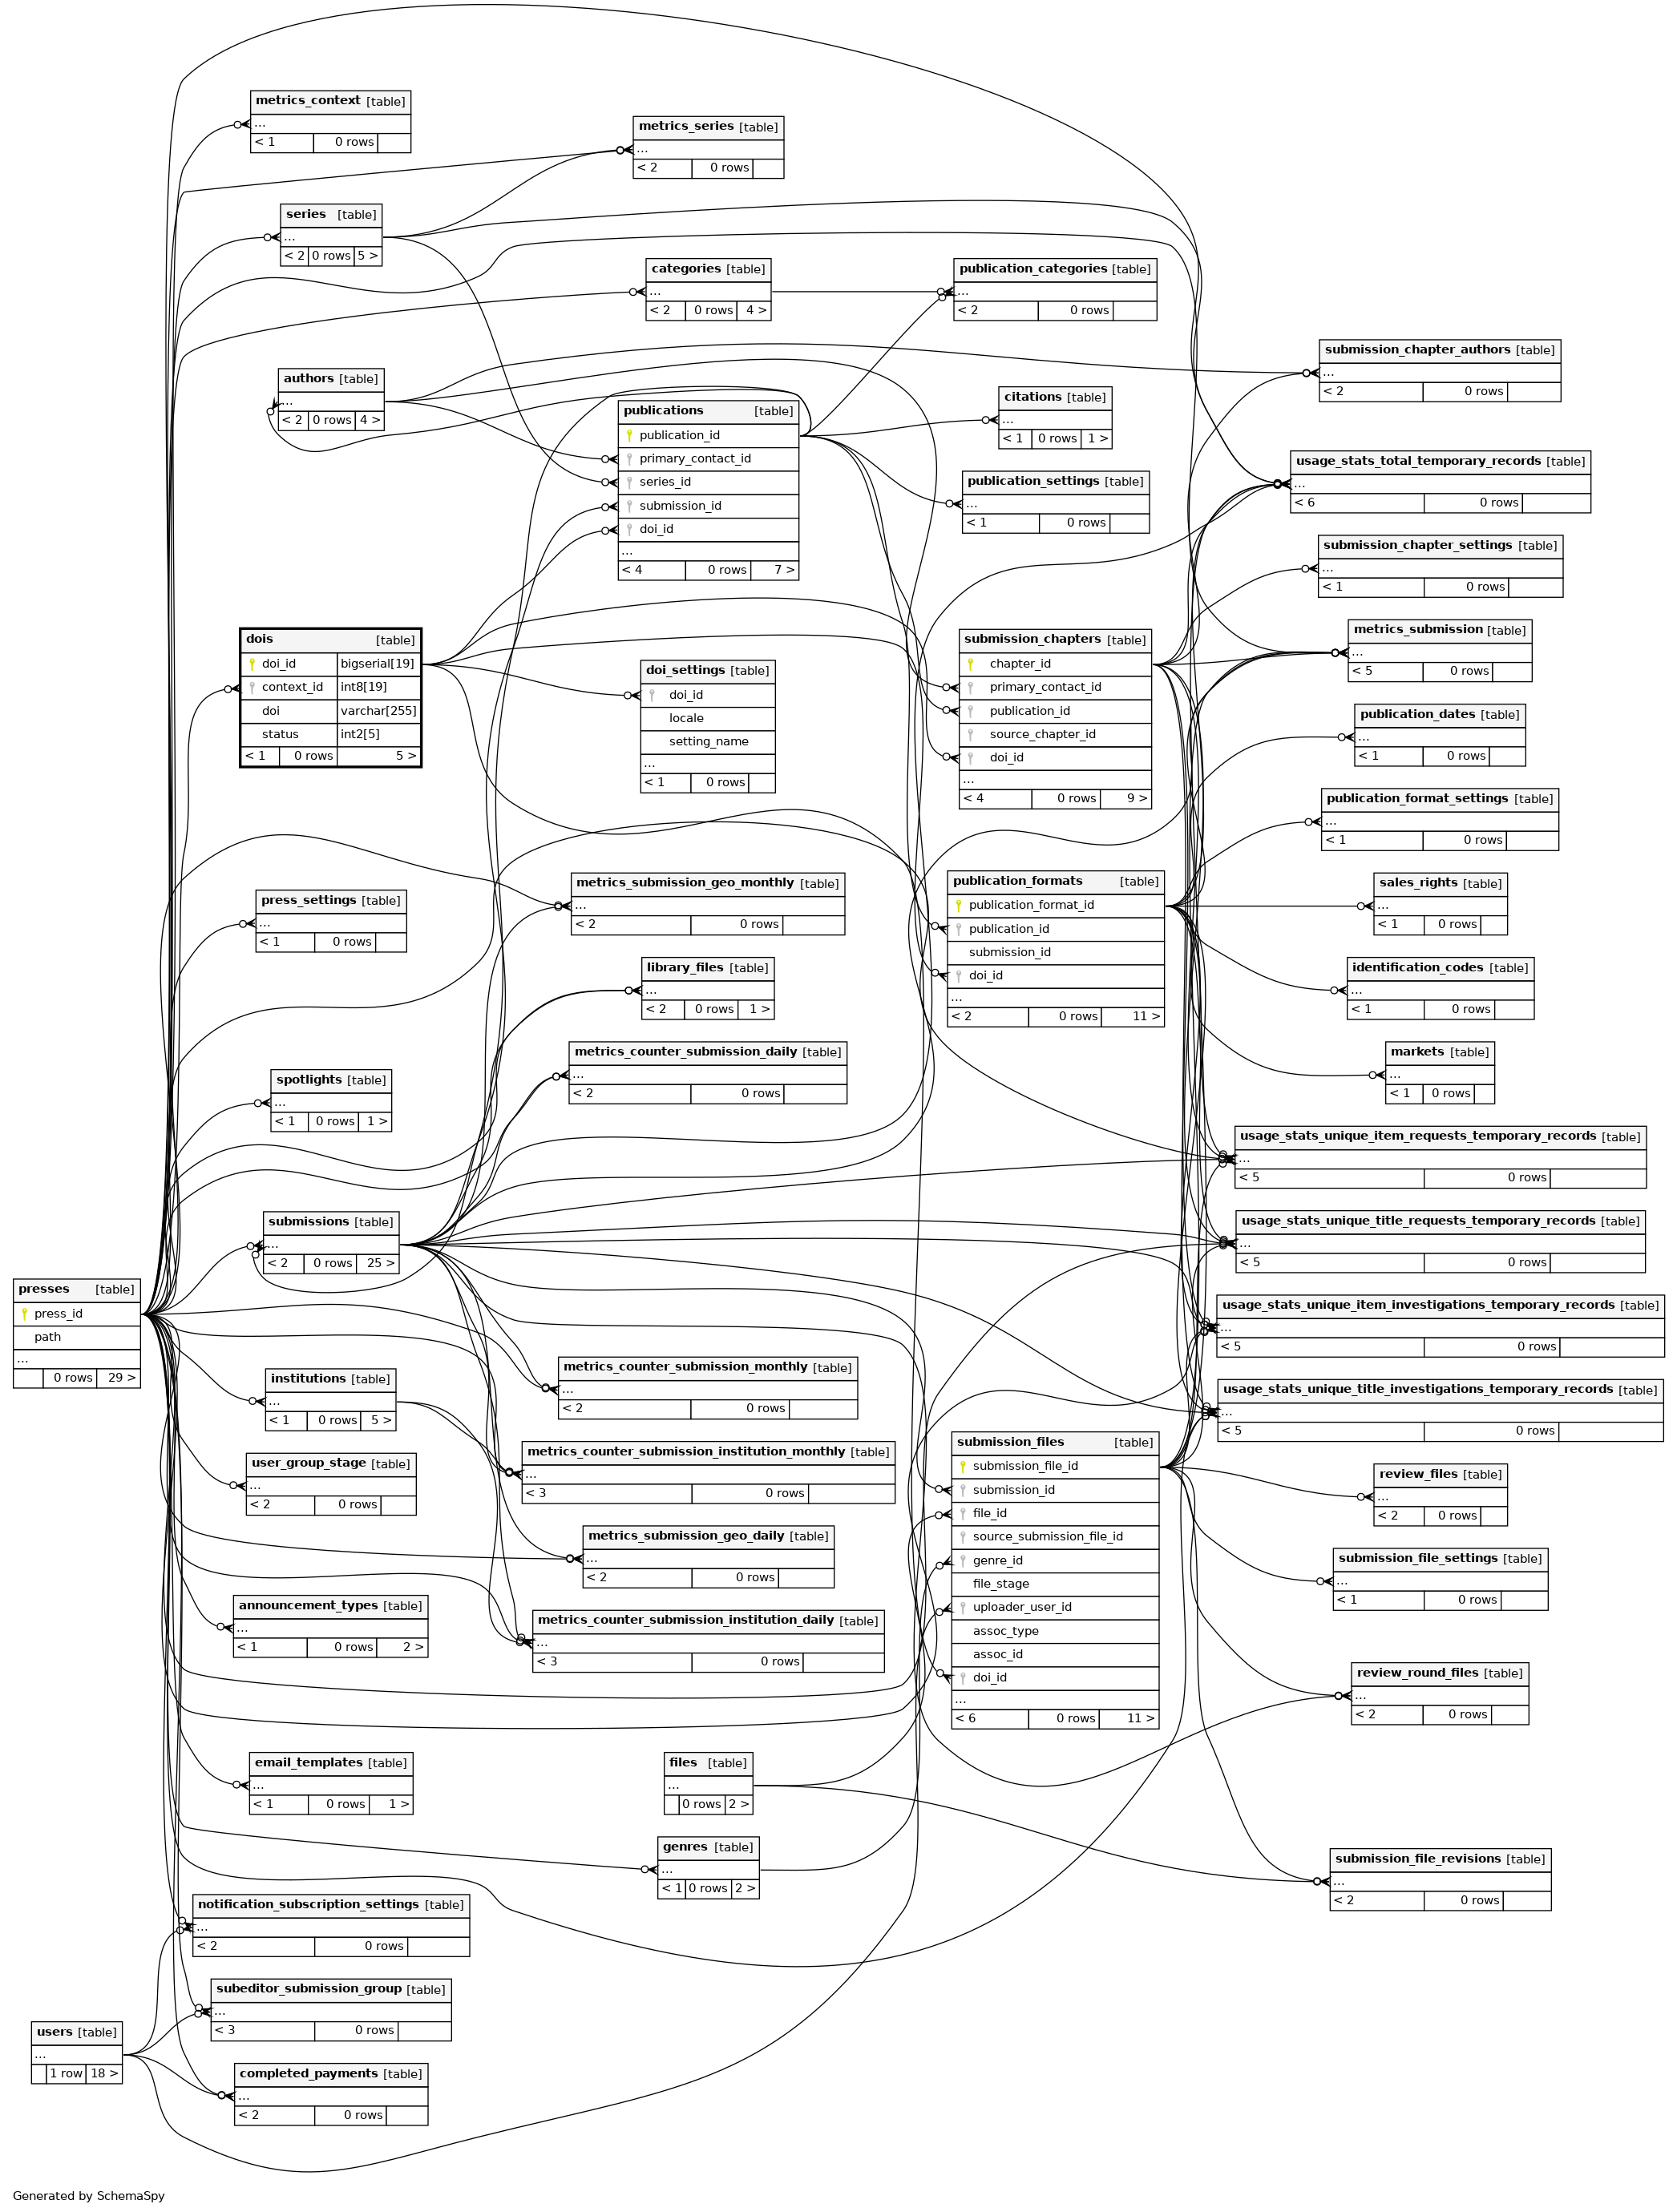 metrics_context [table]
...
< 1 0 rows
metrics_series [table]
...
< 2 0 rows
series [table]
...
< 2 0 rows 5 >
categories [table]
...
< 2 0 rows 4 >
publication_categories [table]
...
< 2 0 rows
submission_chapter_authors [table]
...
< 2 0 rows
authors [table]
...
< 2 0 rows 4 >
citations [table]
...
< 1 0 rows 1 >
publications [table]
publication_id
primary_contact_id
series_id
submission_id
doi_id
...
< 4 0 rows 7 >
usage_stats_total_temporary_records [table]
...
< 6 0 rows
publication_settings [table]
...
< 1 0 rows
submission_chapter_settings [table]
...
< 1 0 rows
metrics_submission [table]
...
< 5 0 rows
dois [table]
doi_id bigserial[19]
context_id int8[19]
doi varchar[255]
status int2[5]
< 1 0 rows 5 >
submission_chapters [table]
chapter_id
primary_contact_id
publication_id
source_chapter_id
doi_id
...
< 4 0 rows 9 >
doi_settings [table]
doi_id
locale
setting_name
...
< 1 0 rows
publication_dates [table]
...
< 1 0 rows
publication_format_settings [table]
...
< 1 0 rows
metrics_submission_geo_monthly [table]
...
< 2 0 rows
publication_formats [table]
publication_format_id
publication_id
submission_id
doi_id
...
< 2 0 rows 11 >
sales_rights [table]
...
< 1 0 rows
press_settings [table]
...
< 1 0 rows
library_files [table]
...
< 2 0 rows 1 >
identification_codes [table]
...
< 1 0 rows
metrics_counter_submission_daily [table]
...
< 2 0 rows
markets [table]
...
< 1 0 rows
spotlights [table]
...
< 1 0 rows 1 >
usage_stats_unique_item_requests_temporary_records [table]
...
< 5 0 rows
submissions [table]
...
< 2 0 rows 25 >
usage_stats_unique_title_requests_temporary_records [table]
...
< 5 0 rows
presses [table]
press_id
path
...
0 rows 29 >
usage_stats_unique_item_investigations_temporary_records [table]
...
< 5 0 rows
metrics_counter_submission_monthly [table]
...
< 2 0 rows
institutions [table]
...
< 1 0 rows 5 >
usage_stats_unique_title_investigations_temporary_records [table]
...
< 5 0 rows
metrics_counter_submission_institution_monthly [table]
...
< 3 0 rows
submission_files [table]
submission_file_id
submission_id
file_id
source_submission_file_id
genre_id
file_stage
uploader_user_id
assoc_type
assoc_id
doi_id
...
< 6 0 rows 11 >
user_group_stage [table]
...
< 2 0 rows
review_files [table]
...
< 2 0 rows
metrics_submission_geo_daily [table]
...
< 2 0 rows
submission_file_settings [table]
...
< 1 0 rows
announcement_types [table]
...
< 1 0 rows 2 >
metrics_counter_submission_institution_daily [table]
...
< 3 0 rows
review_round_files [table]
...
< 2 0 rows
email_templates [table]
...
< 1 0 rows 1 >
files [table]
...
0 rows 2 >
genres [table]
...
< 1 0 rows 2 >
submission_file_revisions [table]
...
< 2 0 rows
notification_subscription_settings [table]
...
< 2 0 rows
subeditor_submission_group [table]
...
< 3 0 rows
users [table]
...
1 row 18 >
completed_payments [table]
...
< 2 0 rows
Generated by SchemaSpy